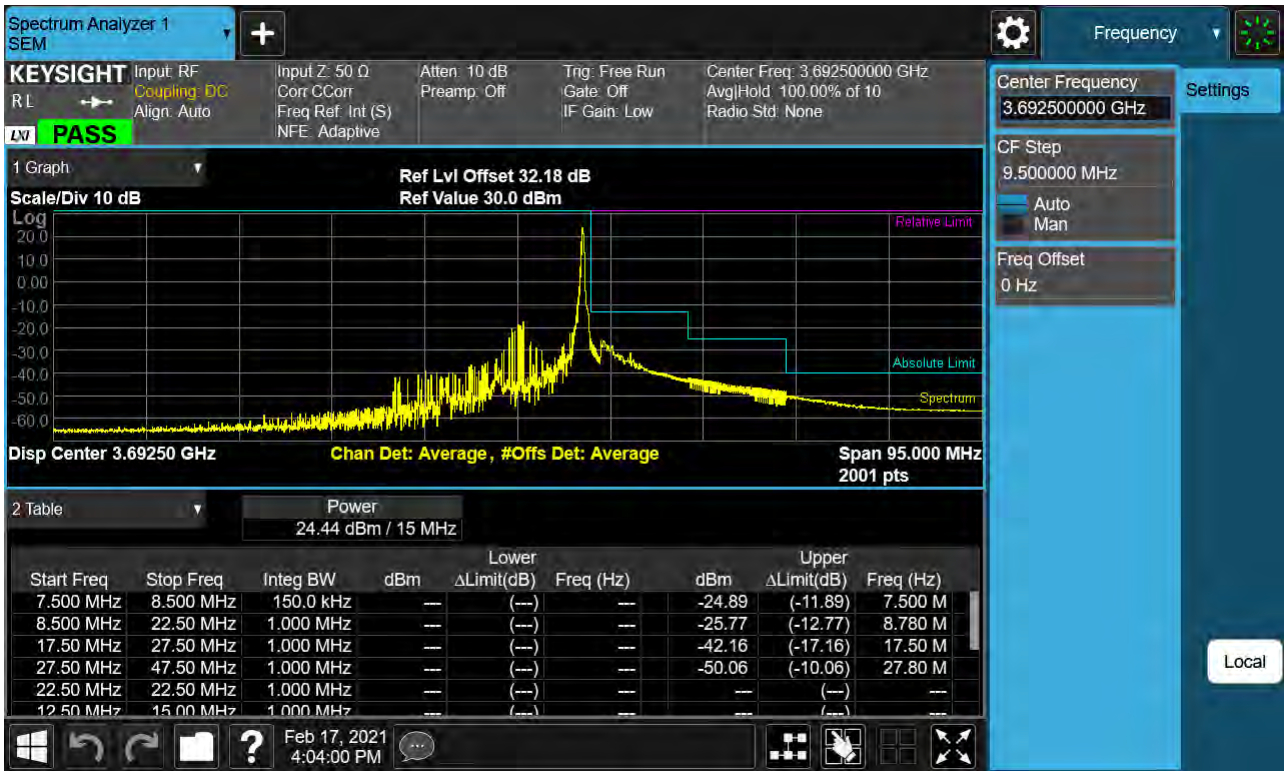 Spectrum Analyzer 1
SEM
+
Frequency
KEYSIGHT
RL
LXI PASS
Input: RF
Coupling: DC
Align: Auto
Input Z: 50 Ω
Corr CCorr
Freq Ref: Int (S)
NFE: Adaptive
Atten: 10 dB
Preamp: Off
Trig: Free Run
Gate: Off
IF Gain: Low
Center Freq: 3.692500000 GHz
Avg|Hold: 100.00% of 10
Radio Std: None
Center Frequency
3.692500000 GHz
Settings
CF Step
9.500000 MHz
Auto
Man
Freq Offset
0 Hz
1 Graph
Scale/Div 10 dB
Ref Lvl Offset 32.18 dB
Ref Value 30.0 dBm
Log
20.0
10.0
0.00
-10.0
-20.0
-30.0
-40.0
-50.0
-60.0
Relative Limit
Absolute Limit
Spectrum
Disp Center 3.69250 GHz
Chan Det: Average, #Offs Det: Average
Span 95.000 MHz
2001 pts
2 Table
Power
24.44 dBm / 15 MHz
Lower Upper
Start Freq Stop Freq Integ BW dBm ΔLimit(dB) Freq (Hz) dBm ΔLimit(dB) Freq (Hz)
7.500 MHz 8.500 MHz 150.0 kHz --- (---) --- -24.89 (-11.89) 7.500 M
8.500 MHz 22.50 MHz 1.000 MHz --- (---) --- -25.77 (-12.77) 8.780 M
17.50 MHz 27.50 MHz 1.000 MHz --- (---) --- -42.16 (-17.16) 17.50 M
27.50 MHz 47.50 MHz 1.000 MHz --- (---) --- -50.06 (-10.06) 27.80 M
22.50 MHz 22.50 MHz 1.000 MHz --- (---) --- --- (---) ---
12.50 MHz 15.00 MHz 1.000 MHz --- (---) --- --- (---) ---
Local
?
Feb 17, 2021
4:04:00 PM